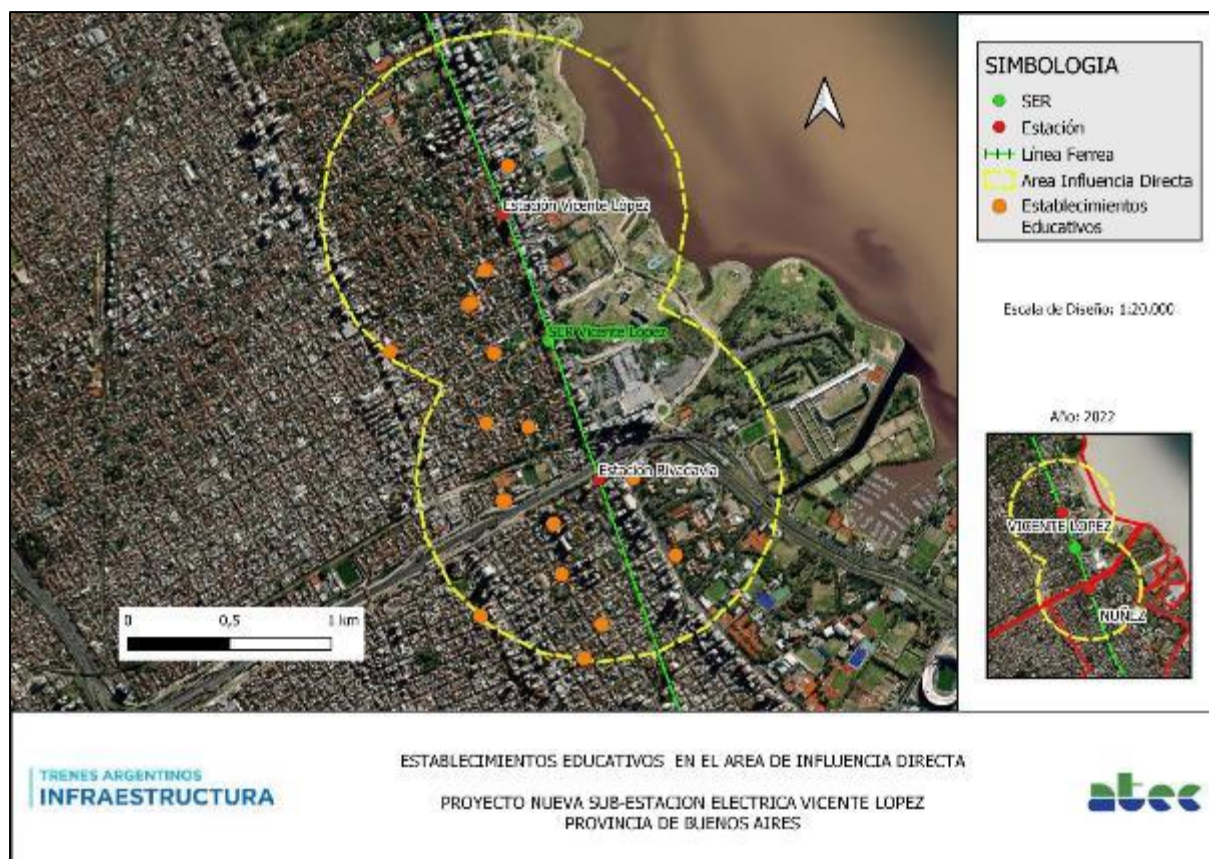 SIMBOLOGIA
SER
Estación
Línea Ferrea
Area Influencia Directa
Establecimientos
Educativos
Escala de Diseño: 1:20.000
Año: 2022
Estación Vicente López
SER Vicente Lopez
Estación Rivadavia
0
0,5
1 km
VICENTE LOPEZ
NUÑEZ
TRENES ARGENTINOS
INFRAESTRUCTURA
ESTABLECIMIENTOS EDUCATIVOS EN EL AREA DE INFLUENCIA DIRECTA
PROYECTO NUEVA SUB-ESTACION ELECTRICA VICENTE LOPEZ
PROVINCIA DE BUENOS AIRES
atec